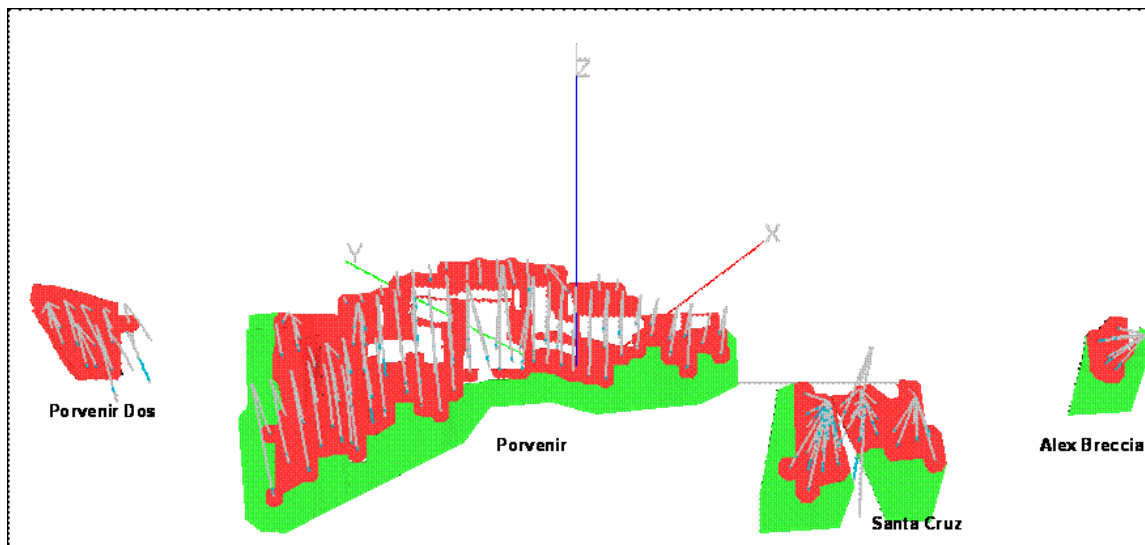 Z
Y
X
Porvenir Dos
Porvenir
Alex Breccia
Santa Cruz